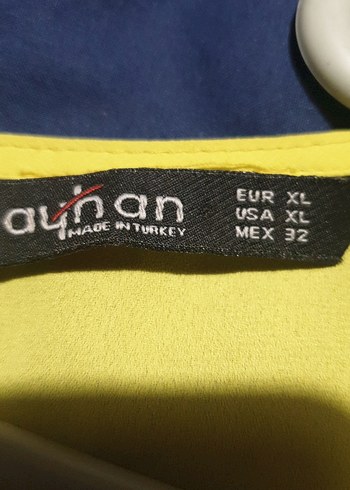 ayhan
MADE IN TURKEY
EUR XL
USA XL
MEX 32